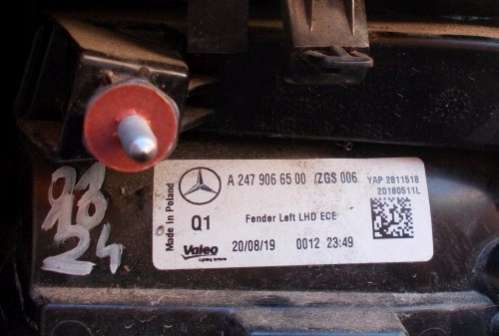 A 247 906 65 00 /ZGS 006
YAP 2811518
20180511L
Made in Poland
Q1
Fender Left LHD ECE
Valeo
20/08/19 0012 23:49
24